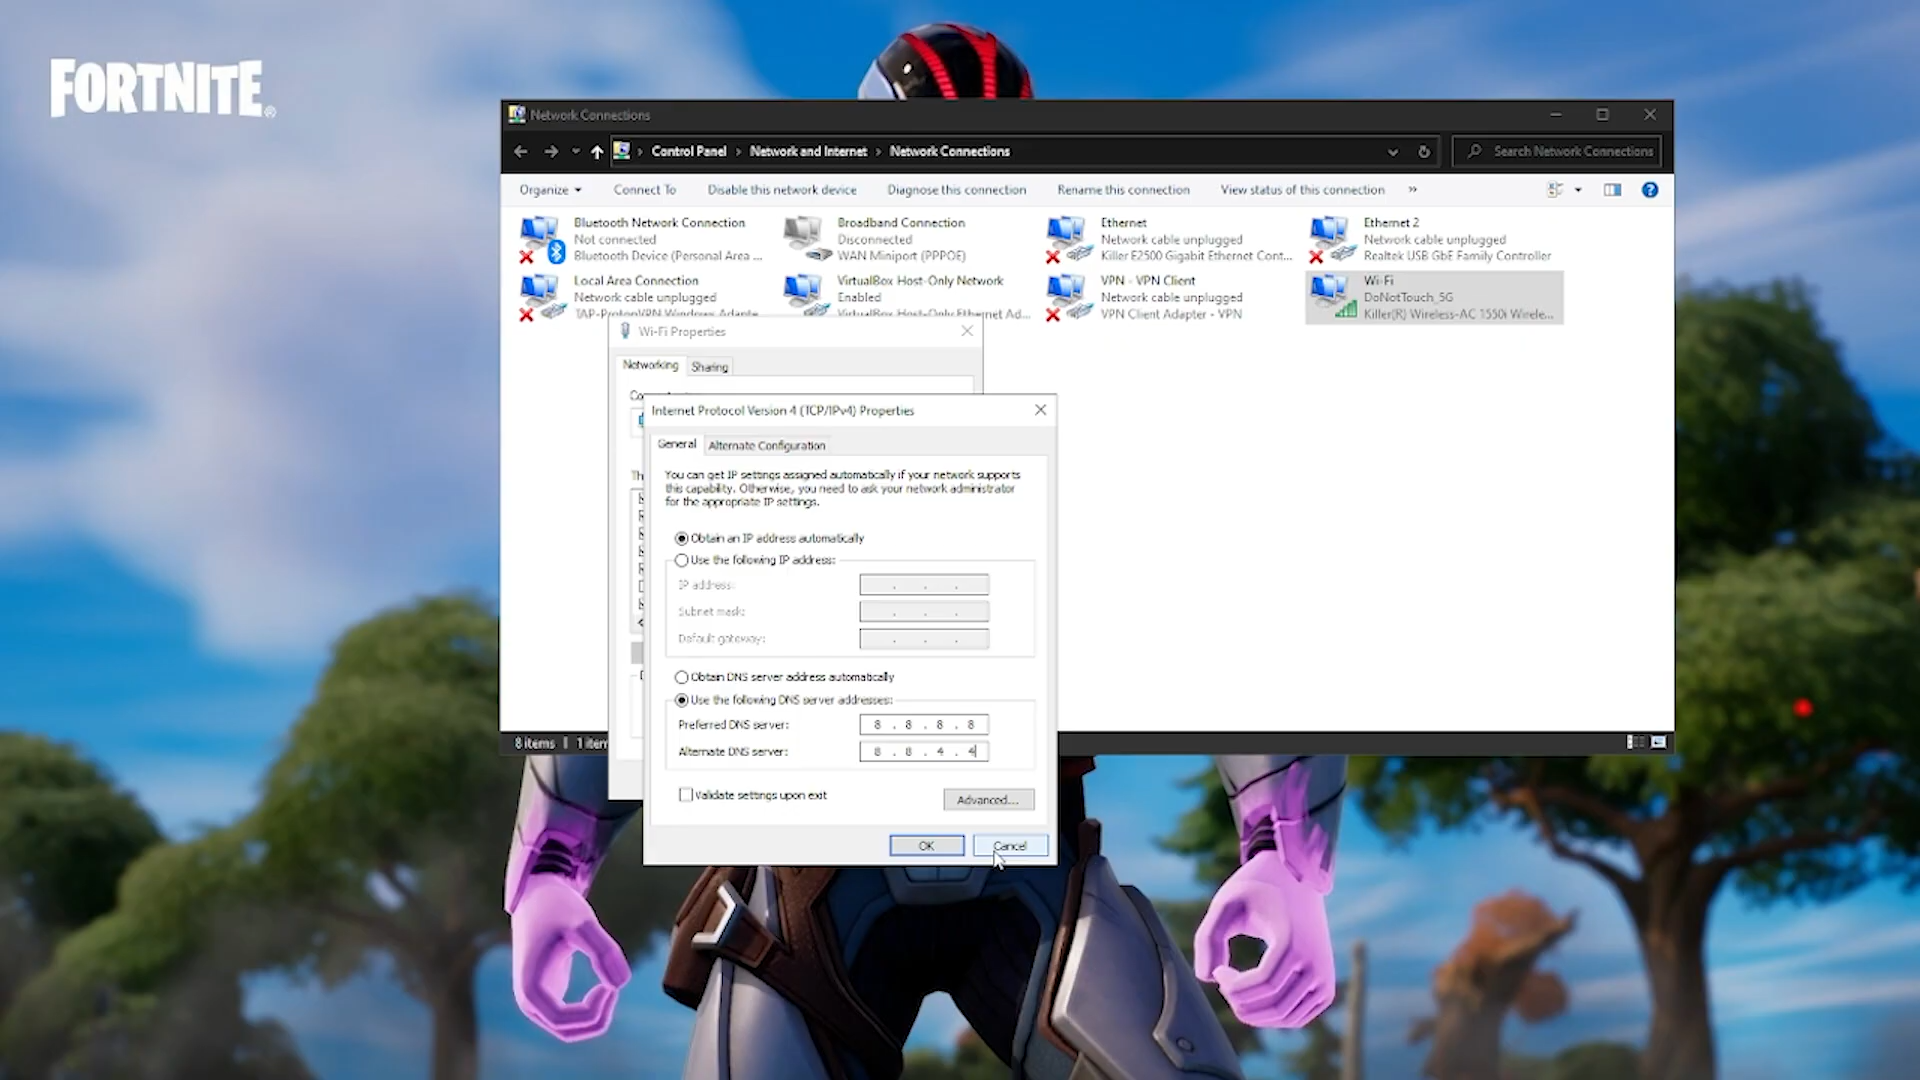 FORTNITE
Network Connections
Control Panel > Network and Internet > Network Connections
Search Network Connections
Organize
Connect To
Disable this network device
Diagnose this connection
Rename this connection
View status of this connection
»
Bluetooth Network Connection
Not connected
Bluetooth Device (Personal Area ...
Broadband Connection
Disconnected
WAN Miniport (PPPOE)
Ethernet
Network cable unplugged
Killer E2500 Gigabit Ethernet Cont...
Ethernet 2
Network cable unplugged
Realtek USB GbE Family Controller
Local Area Connection
Network cable unplugged
TAP-ProtonVPN Windows Adapte...
VirtualBox Host-Only Network
Enabled
VirtualBox Host-Only Ethernet Ad...
VPN - VPN Client
Network cable unplugged
VPN Client Adapter - VPN
Wi-Fi
DoNotTouch_5G
Killer(R) Wireless-AC 1550i Wirele...
Wi-Fi Properties
Networking
Sharing
Internet Protocol Version 4 (TCP/IPv4) Properties
General
Alternate Configuration
You can get IP settings assigned automatically if your network supports
this capability. Otherwise, you need to ask your network administrator
for the appropriate IP settings.
Obtain an IP address automatically
Use the following IP address:
IP address:
Subnet mask:
Default gateway:
Obtain DNS server address automatically
Use the following DNS server addresses:
Preferred DNS server: 8 . 8 . 8 . 8
Alternate DNS server: 8 . 8 . 4 . 4
Validate settings upon exit
Advanced...
OK
Cancel
8 items